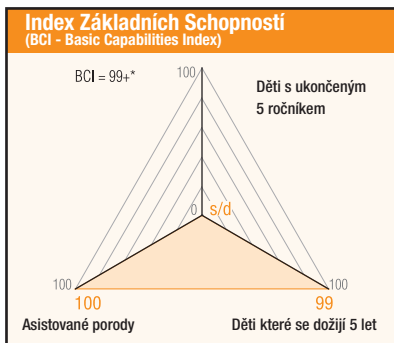 Index Základních Schopností
(BCI - Basic Capabilities Index)
BCI = 99+*
100
Děti s ukončeným
5 ročníkem
0
s/d
100
100
100
99
Asistované porody
Děti které se dožijí 5 let